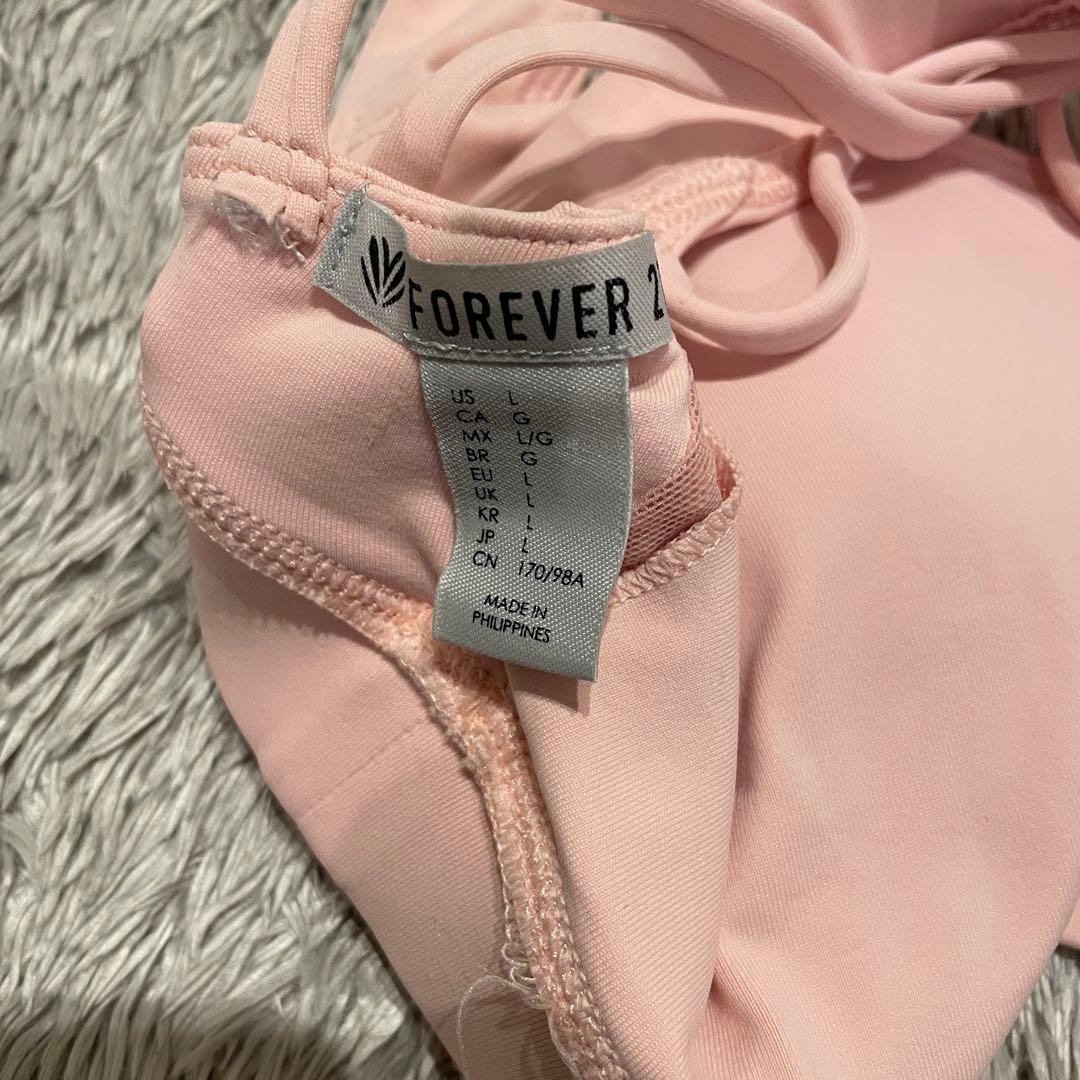 FOREVER 2
US L
CA G
MX L/G
BR G
EU L
UK L
KR L
JP L
CN 170/98A
MADE IN
PHILIPPINES